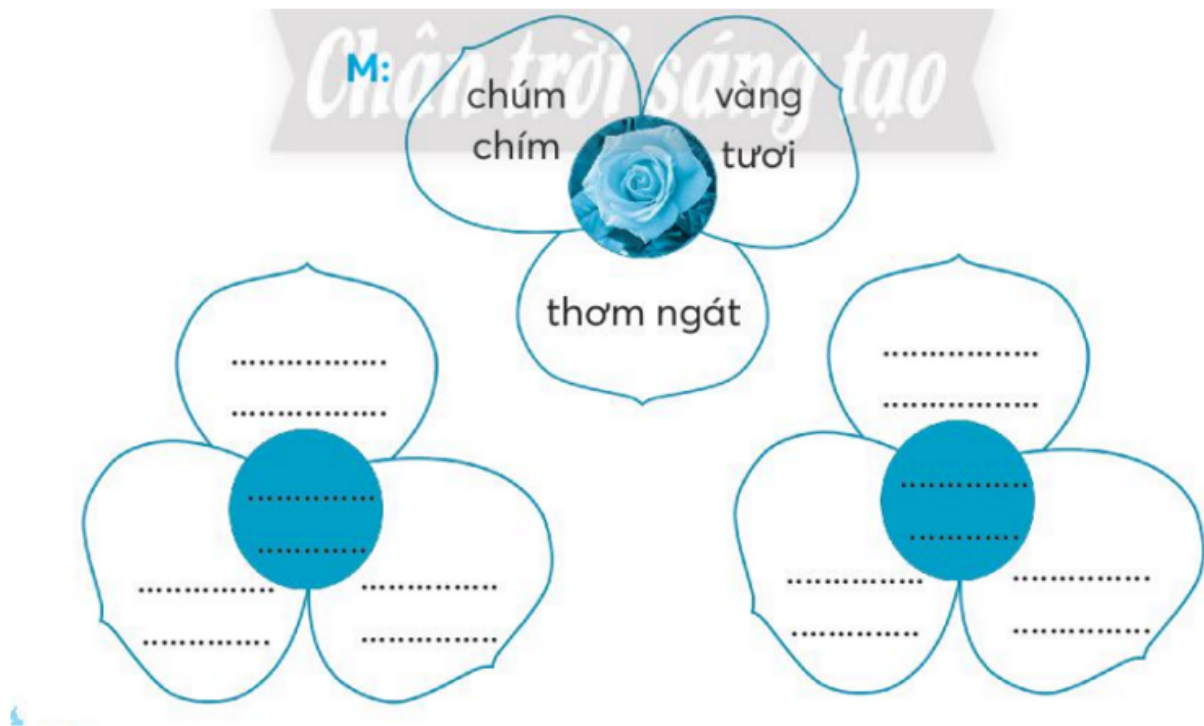 Chân trời sáng tạo
M:
chúm
chím
vàng
tươi
thơm ngát